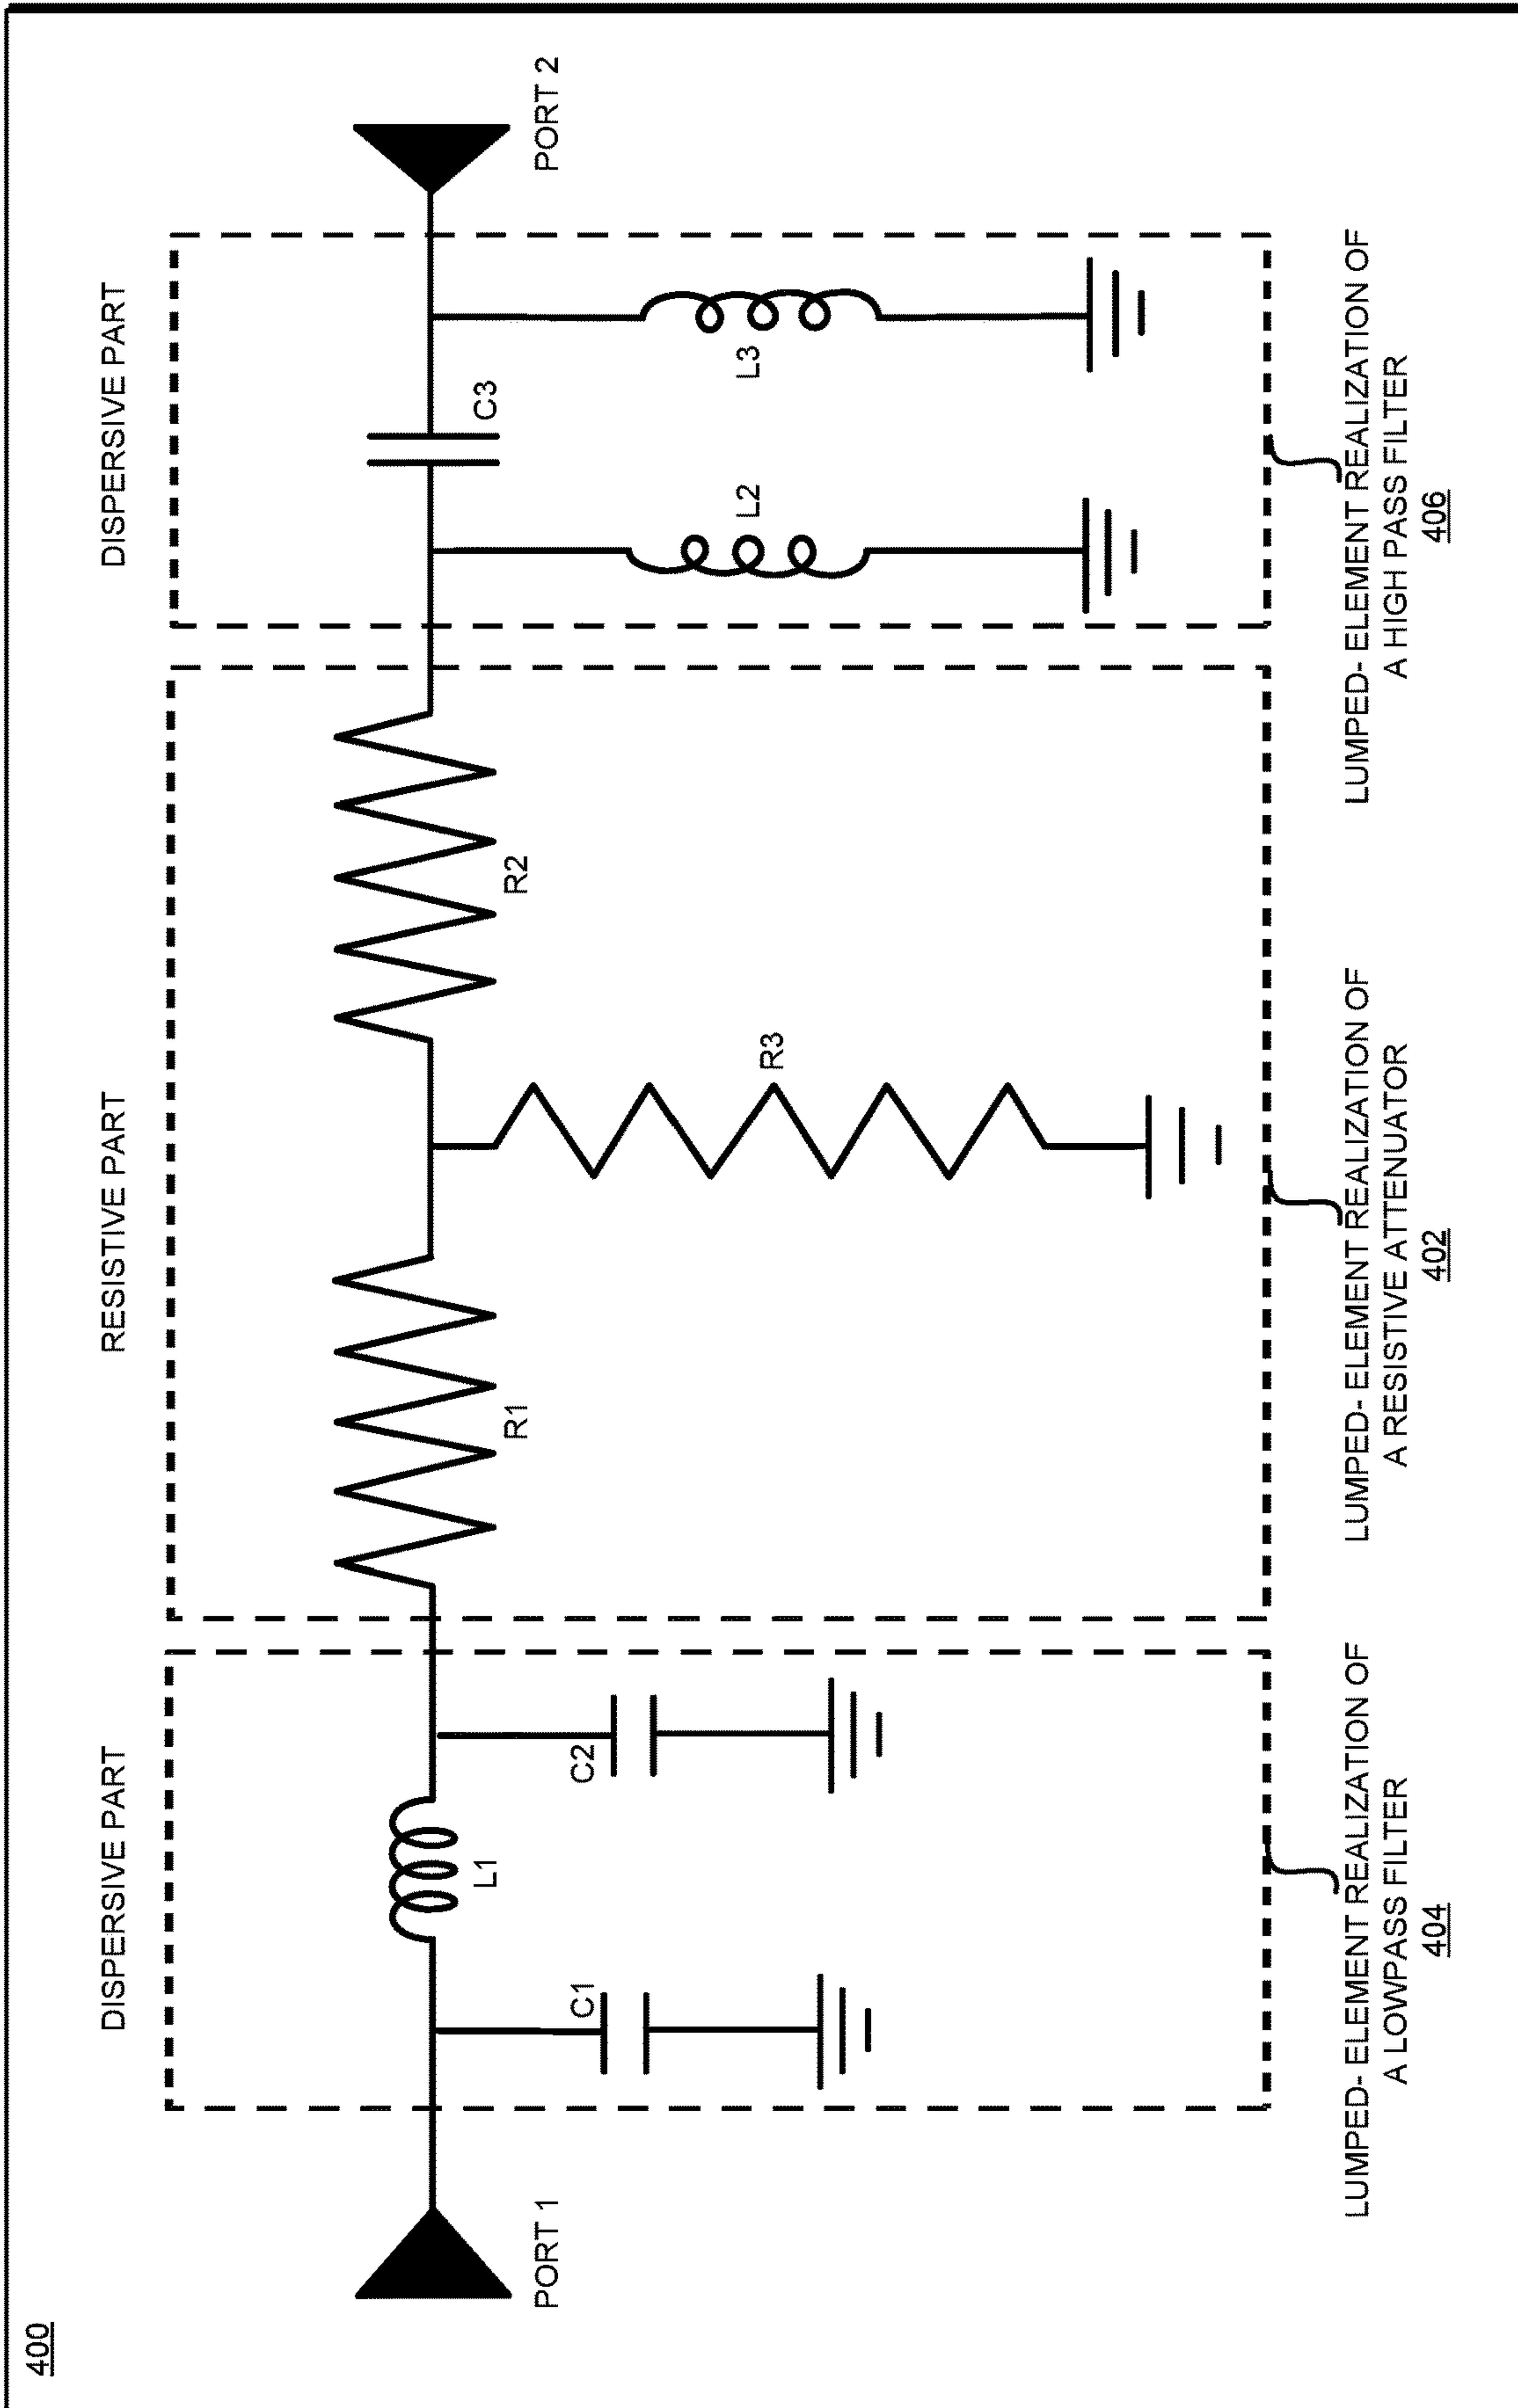 400
DISPERSIVE PART
RESISTIVE PART
DISPERSIVE PART
PORT 1
C1
L1
C2
R1
R3
R2
L2
C3
L3
PORT 2
LUMPED- ELEMENT REALIZATION OF
A LOWPASS FILTER
404
LUMPED- ELEMENT REALIZATION OF
A RESISTIVE ATTENUATOR
402
LUMPED- ELEMENT REALIZATION OF
A HIGH PASS FILTER
406